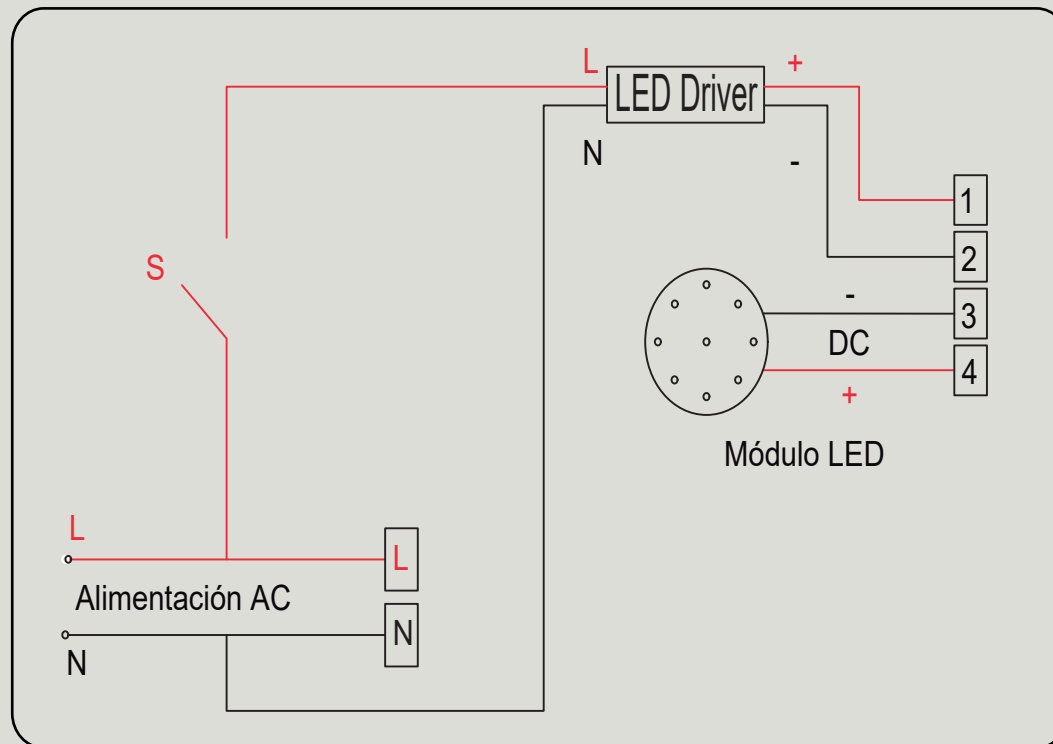 L
LED Driver
+
N
-
1
S
2
-
3
DC
4
+
Módulo LED
L
L
Alimentación AC
N
N